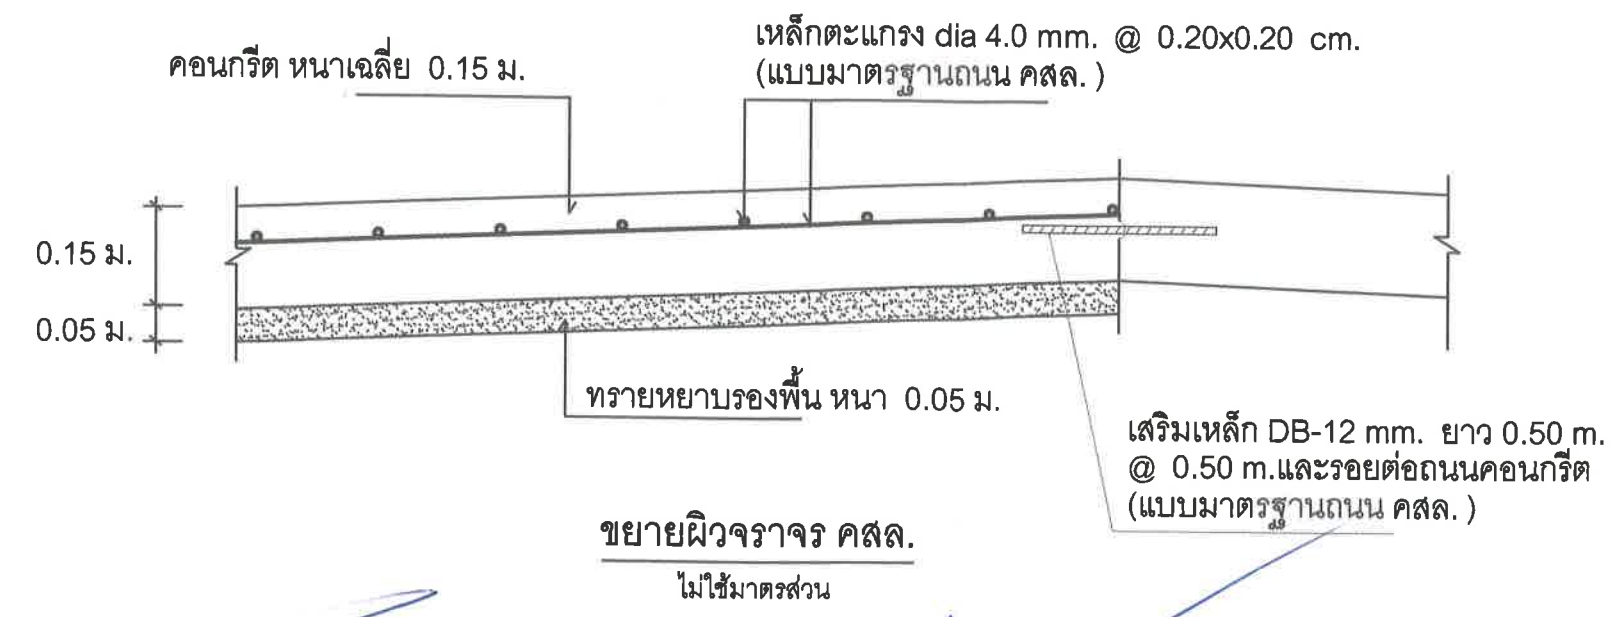 เหล็กตะแกรง dia 4.0 mm. @ 0.20x0.20 cm.
(แบบมาตรฐานถนน คสล. )
คอนกรีต หนาเฉลี่ย 0.15 ม.
0.15 ม.
0.05 ม.
ทรายหยาบรองพื้น หนา 0.05 ม.
เสริมเหล็ก DB-12 mm. ยาว 0.50 m.
@ 0.50 m.และรอยต่อถนนคอนกรีต
(แบบมาตรฐานถนน คสล. )
ขยายผิวจราจร คสล.
ไม่ใช้มาตรส่วน